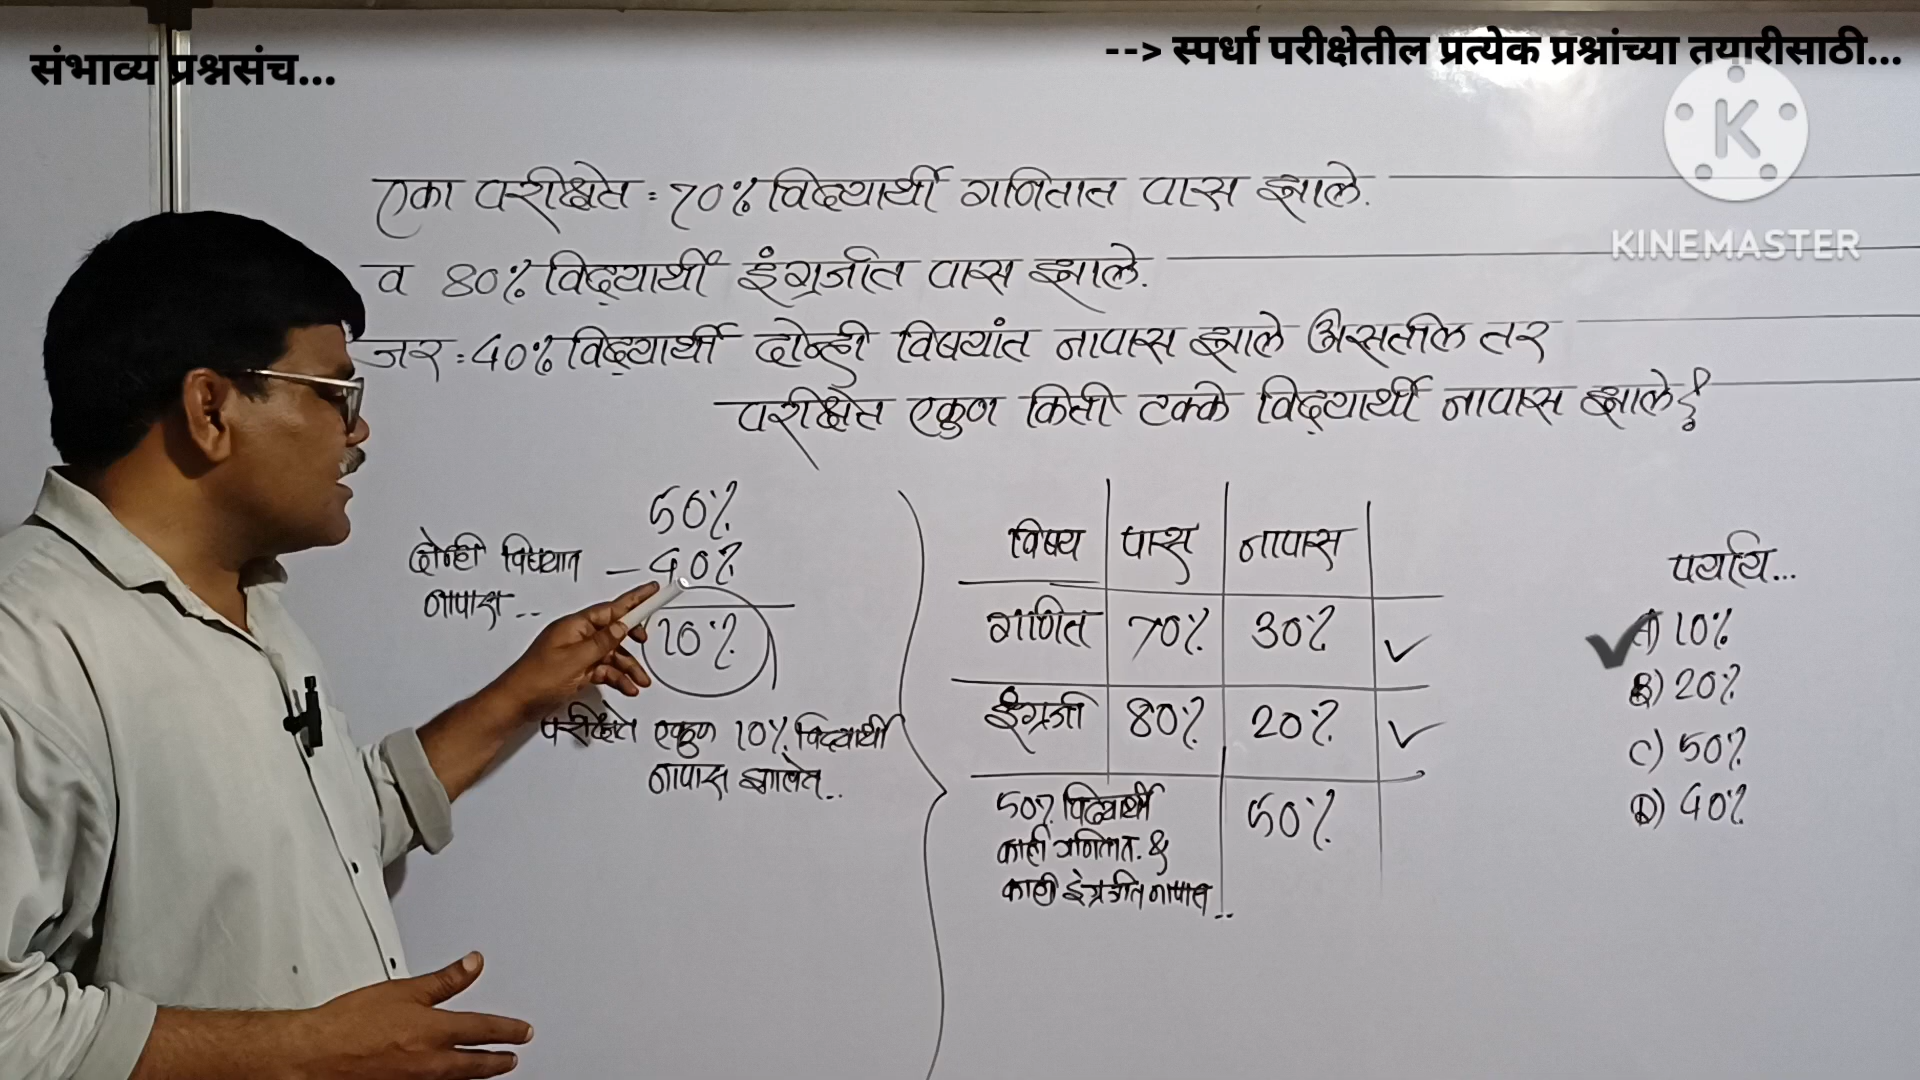 संभाव्य प्रश्नसंच...
--> स्पर्धा परीक्षेतील प्रत्येक प्रश्नांच्या तयारीसाठी...
KINEMASTER
एका परीक्षेत : 70% विद्यार्थी गनितात पास झाले.
व 80% विद्यार्थी इंग्रजीत पास झाले.
जर : 40% विद्यार्थी दोन्ही विषयांत नापास झाले असतील तर
परीक्षेत एकुण किती टक्के विद्यार्थी नापास झाले?
50%
दोन्ही विषयात - 40%
नापास..
10%
परीक्षेत एकुण 10% विद्यार्थी
नापास झालेत..
विषय पास नापास
गणित 70% 30% ✓
इंग्रजी 80% 20% ✓
50% विद्यार्थी 50%
काही गनितात. &
काही इंग्रजीत नापास..
पर्याय...
✓ A) 10%
B) 20%
C) 50%
D) 40%